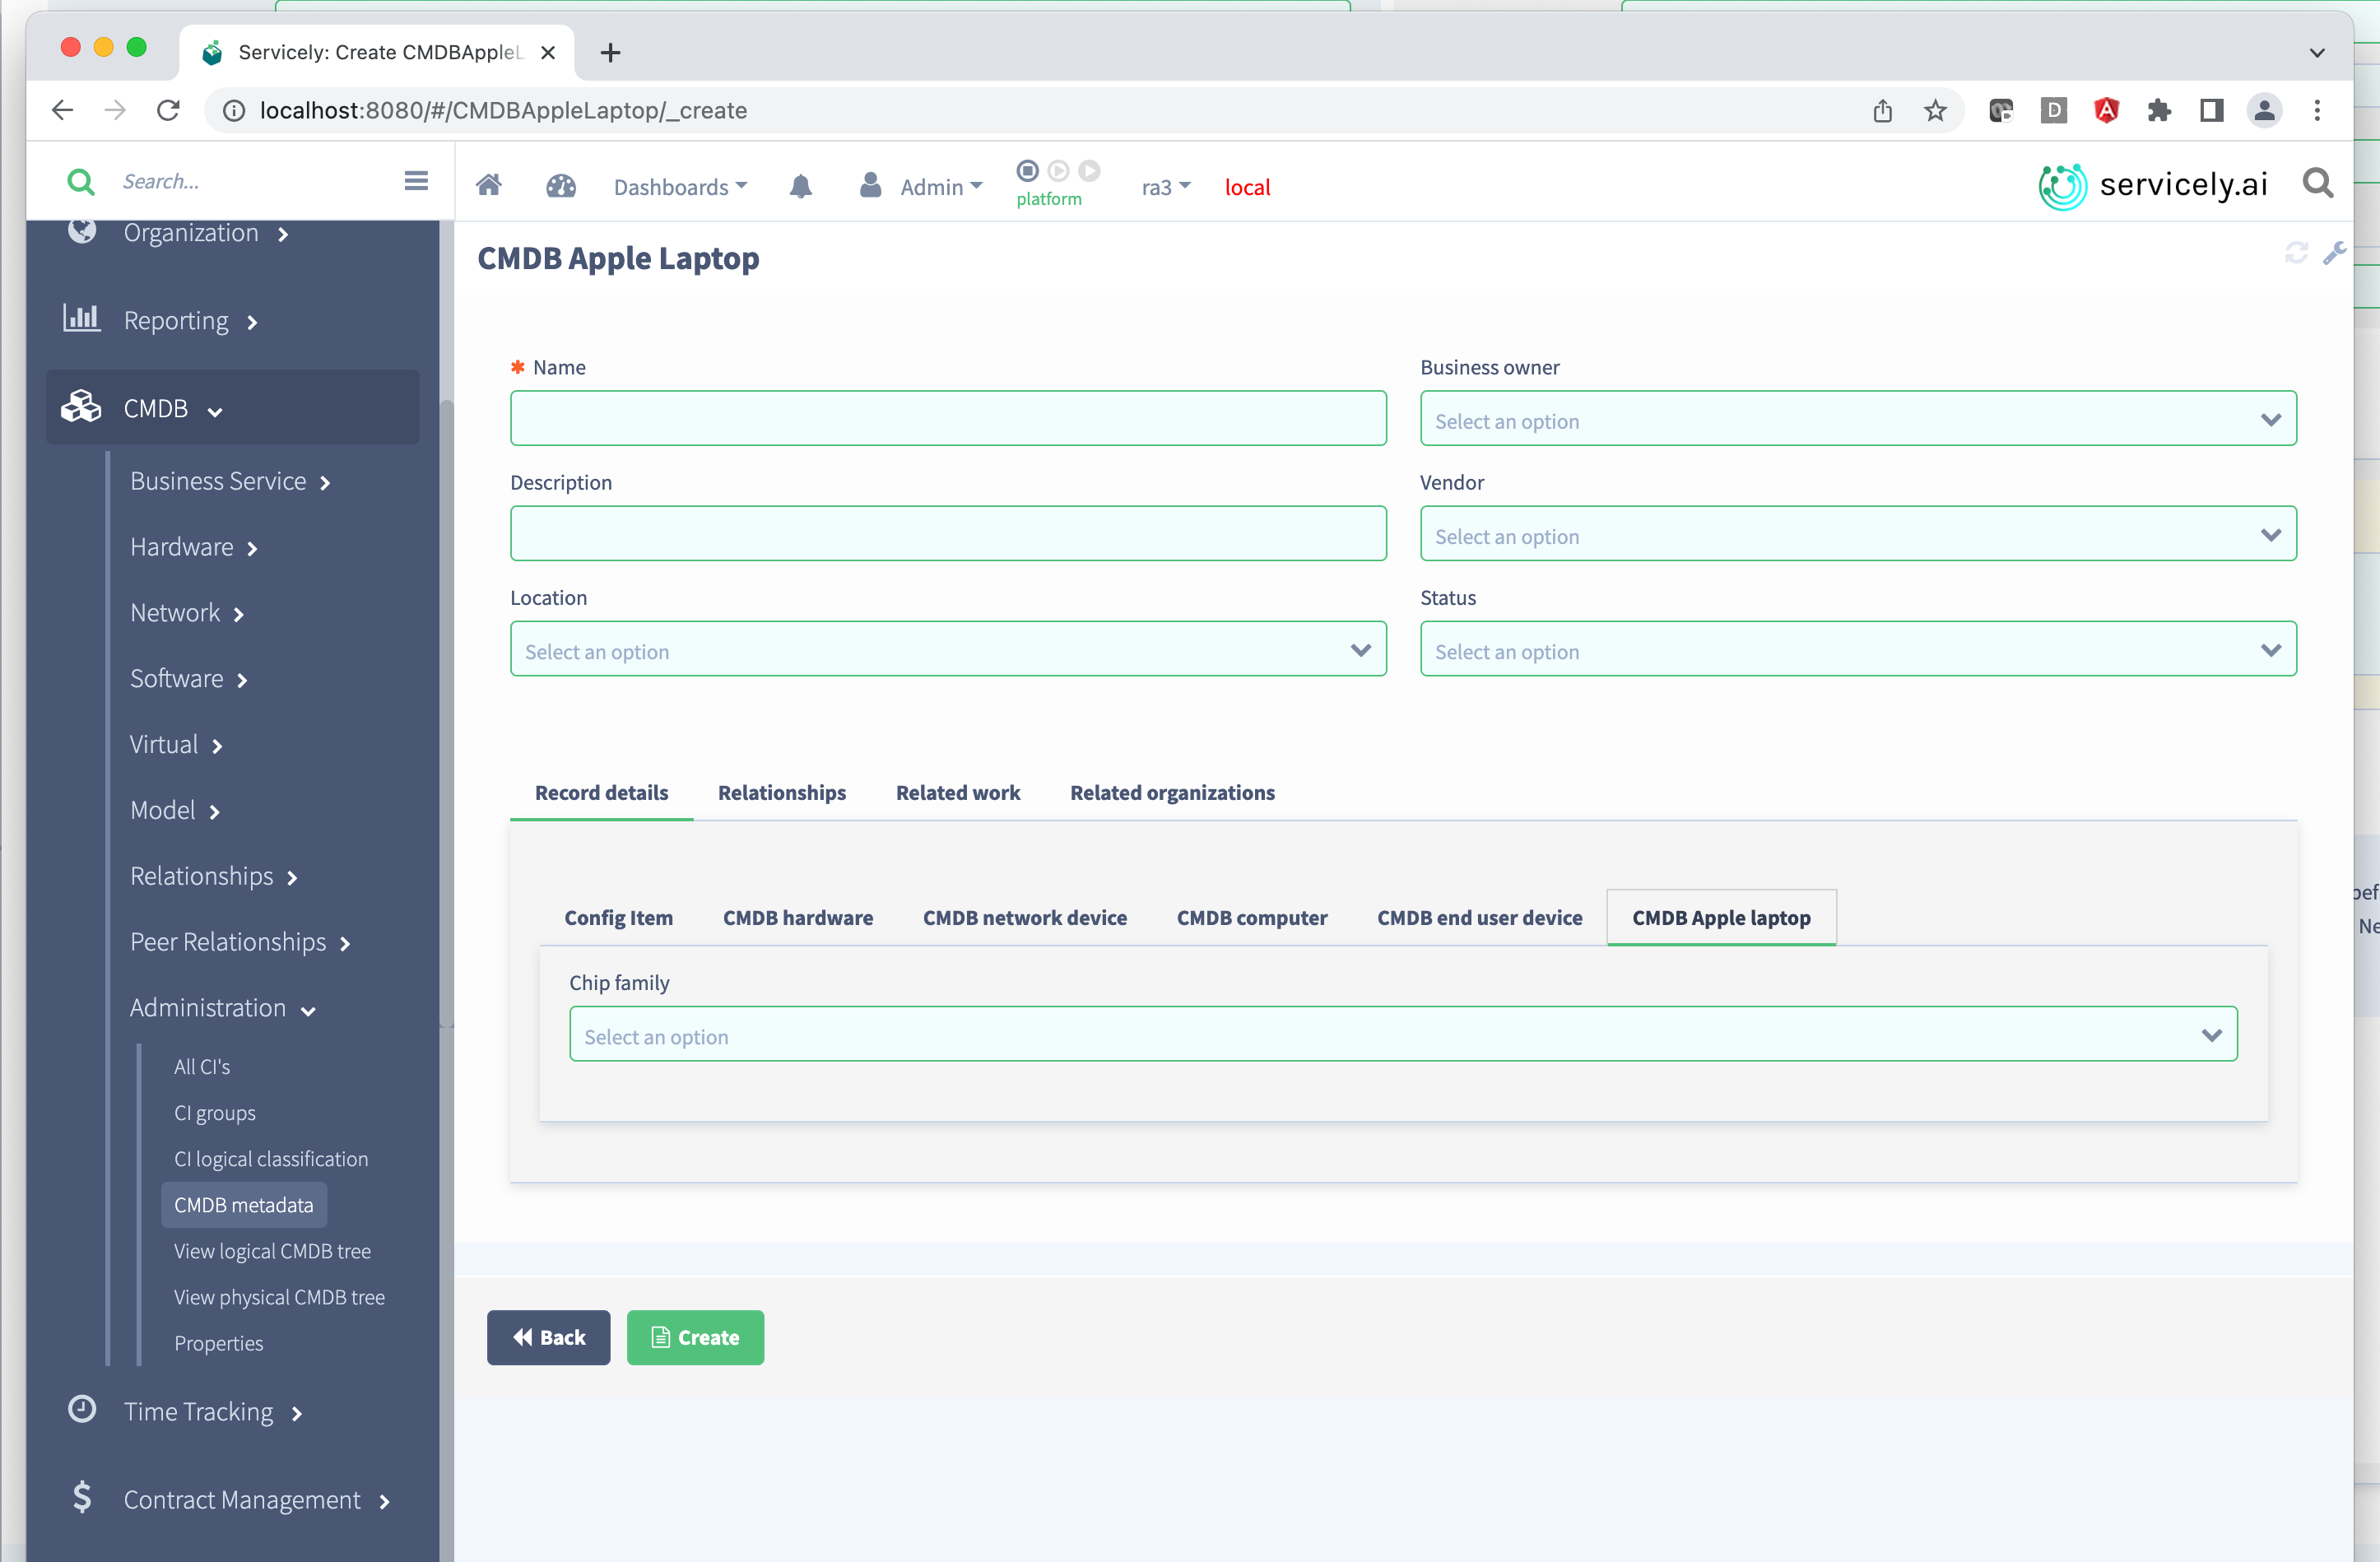 Servicely: Create CMDBAppleL
localhost:8080/#/CMDBAppleLaptop/_create
D
Search...
Dashboards
Admin
platform
ra3
local
servicely.ai
Organization
Reporting
CMDB
Business Service
Hardware
Network
Software
Virtual
Model
Relationships
Peer Relationships
Administration
All CI's
CI groups
CI logical classification
CMDB metadata
View logical CMDB tree
View physical CMDB tree
Properties
Time Tracking
Contract Management
CMDB Apple Laptop
* Name
Business owner
Select an option
Description
Vendor
Select an option
Location
Status
Select an option
Select an option
Record details Relationships Related work Related organizations
Config Item CMDB hardware CMDB network device CMDB computer CMDB end user device CMDB Apple laptop
Chip family
Select an option
Back
Create
bef
Ne